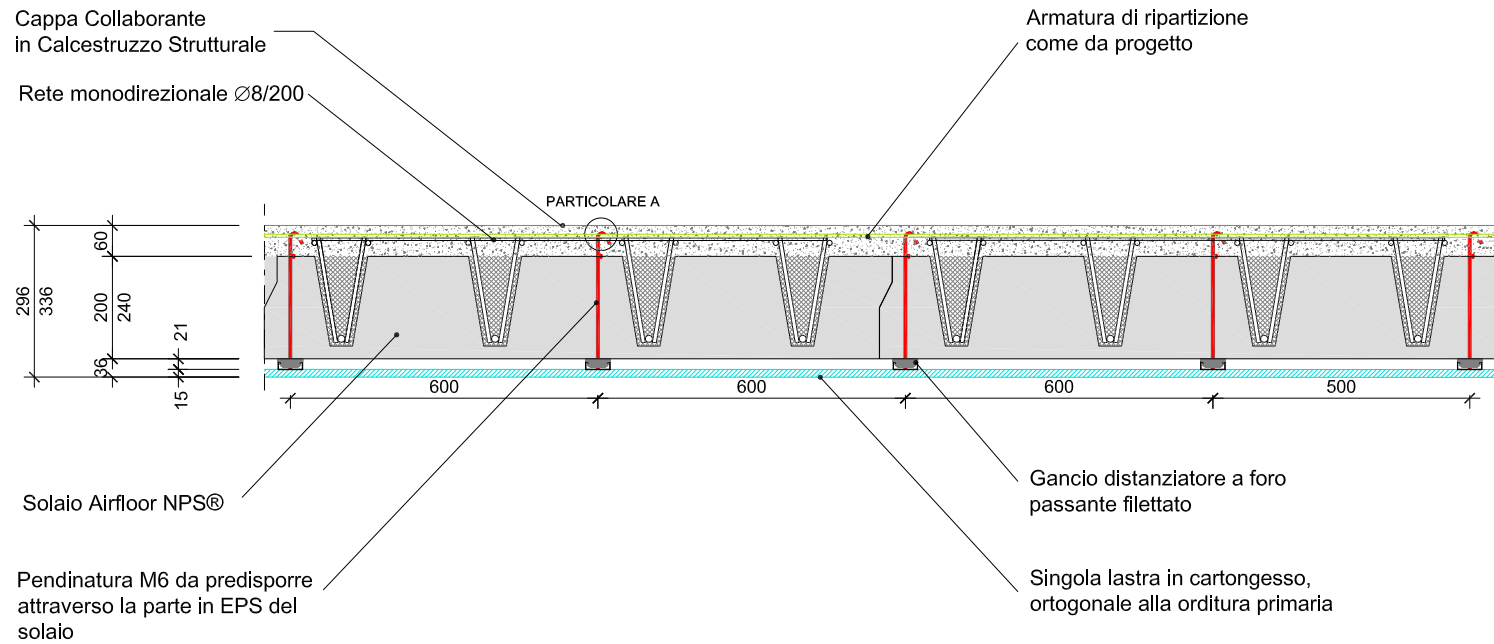 Cappa Collaborante
in Calcestruzzo Strutturale
Armatura di ripartizione
come da progetto
Rete monodirezionale Ø8/200
PARTICOLARE A
60
296
336
200
240
21
36
15
600
600
600
500
Solaio Airfloor NPS®
Gancio distanziatore a foro
passante filettato
Pendinatura M6 da predisporre
attraverso la parte in EPS del
solaio
Singola lastra in cartongesso,
ortogonale alla orditura primaria